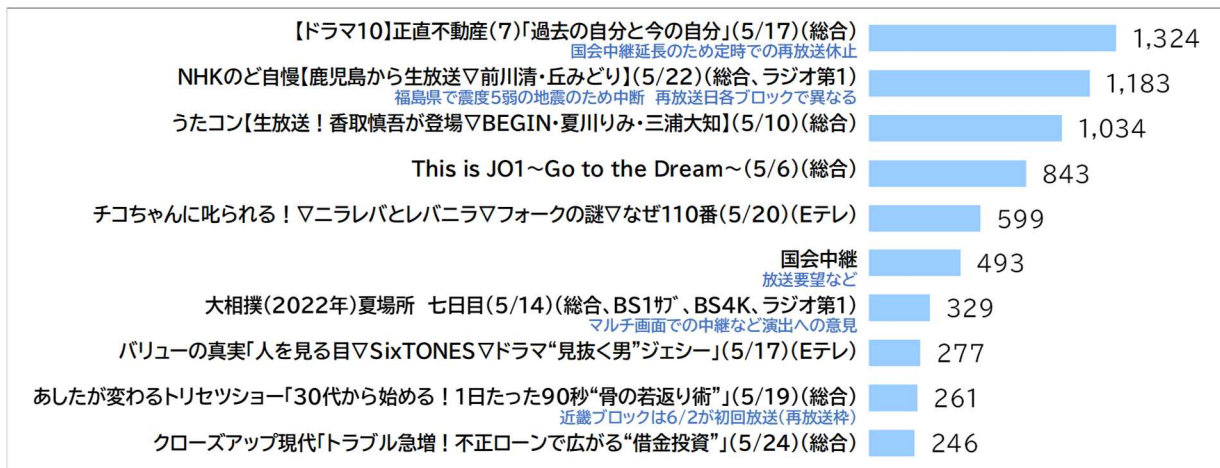 【ドラマ10】正直不動産(7)「過去の自分と今の自分」(5/17)(総合)
国会中継延長のため定時での再放送休止
1,324
NHKのど自慢【鹿児島から生放送▽前川清・丘みどり】(5/22)(総合、ラジオ第1)
福島県で震度5弱の地震のため中断 再放送日各ブロックで異なる
1,183
うたコン【生放送！香取慎吾が登場▽BEGIN・夏川りみ・三浦大知】(5/10)(総合)
1,034
This is JO1～Go to the Dream～(5/6)(総合)
843
チコちゃんに叱られる！▽ニラレバとレバニラ▽フォークの謎▽なぜ110番(5/20)(Eテレ)
599
国会中継
放送要望など
493
大相撲(2022年)夏場所 七日目(5/14)(総合、BS1ｻﾌﾞ、BS4K、ラジオ第1)
マルチ画面での中継など演出への意見
329
バリューの真実「人を見る目▽SixTONES▽ドラマ“見抜く男”ジェシー」(5/17)(Eテレ)
277
あしたが変わるトリセツショー「30代から始める！1日たった90秒“骨の若返り術”」(5/19)(総合)
近畿ブロックは6/2が初回放送(再放送枠)
261
クローズアップ現代「トラブル急増！不正ローンで広がる“借金投資”」(5/24)(総合)
246